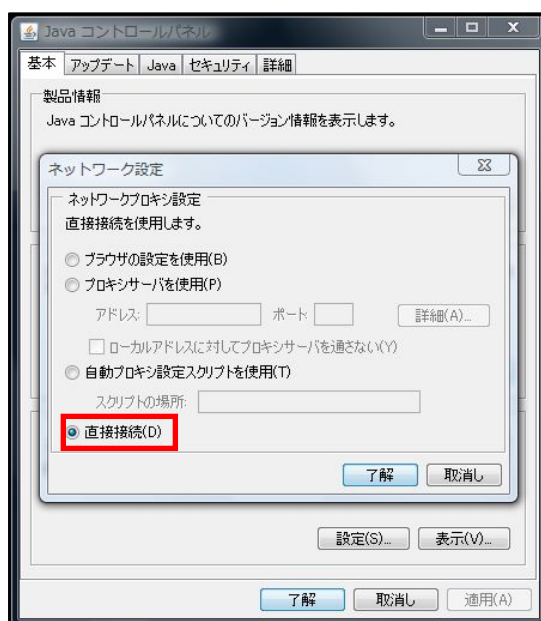 Java コントロールパネル
基本 アップデート Java セキュリティ 詳細
製品情報
Java コントロールパネルについてのバージョン情報を表示します。
ネットワーク設定
ネットワークプロキシ設定
直接接続を使用します。
ブラウザの設定を使用(B)
プロキシサーバを使用(P)
アドレス: ポート: 詳細(A)...
ローカルアドレスに対してプロキシサーバを通さない(Y)
自動プロキシ設定スクリプトを使用(T)
スクリプトの場所:
直接接続(D)
了解 取消し
設定(S)... 表示(V)...
了解 取消し 適用(A)